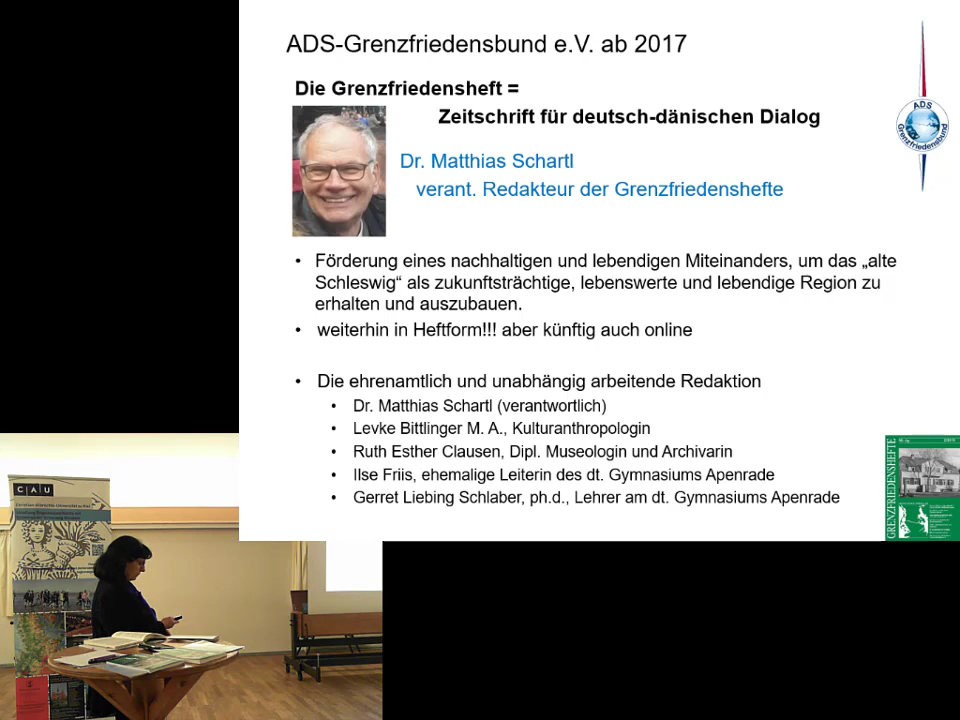 ADS-Grenzfriedensbund e.V. ab 2017
Die Grenzfriedensheft =
Zeitschrift für deutsch-dänischen Dialog
Dr. Matthias Schartl
verant. Redakteur der Grenzfriedenshefte
• Förderung eines nachhaltigen und lebendigen Miteinanders, um das „alte
Schleswig“ als zukunftsträchtige, lebenswerte und lebendige Region zu
erhalten und auszubauen.
• weiterhin in Heftform!!! aber künftig auch online
• Die ehrenamtlich und unabhängig arbeitende Redaktion
• Dr. Matthias Schartl (verantwortlich)
• Levke Bittlinger M. A., Kulturanthropologin
• Ruth Esther Clausen, Dipl. Museologin und Archivarin
• Ilse Friis, ehemalige Leiterin des dt. Gymnasiums Apenrade
• Gerret Liebing Schlaber, ph.d., Lehrer am dt. Gymnasiums Apenrade
ADS
Grenzfriedensbund
GRENZFRIEDENSHEFTE
CAU